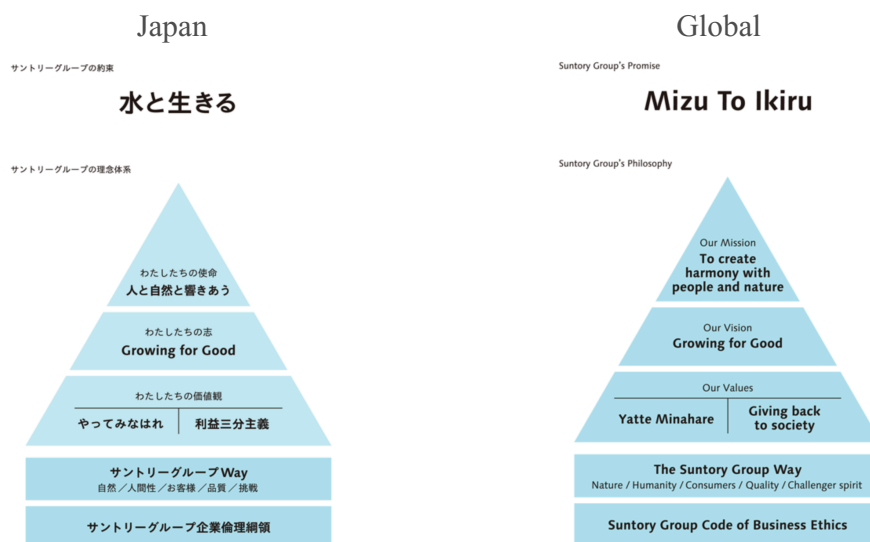 Japan
サントリーグループの約束
水と生きる
サントリーグループの理念体系
わたしたちの使命
人と自然と響きあう
わたしたちの志
Growing for Good
わたしたちの価値観
やってみなはれ
利益三分主義
サントリーグループWay
自然／人間性／お客様／品質／挑戦
サントリーグループ企業倫理綱領
Global
Suntory Group's Promise
Mizu To Ikiru
Suntory Group's Philosophy
Our Mission
To create
harmony with
people and nature
Our Vision
Growing for Good
Our Values
Yatte Minahare
Giving back
to society
The Suntory Group Way
Nature / Humanity / Consumers / Quality / Challenger spirit
Suntory Group Code of Business Ethics